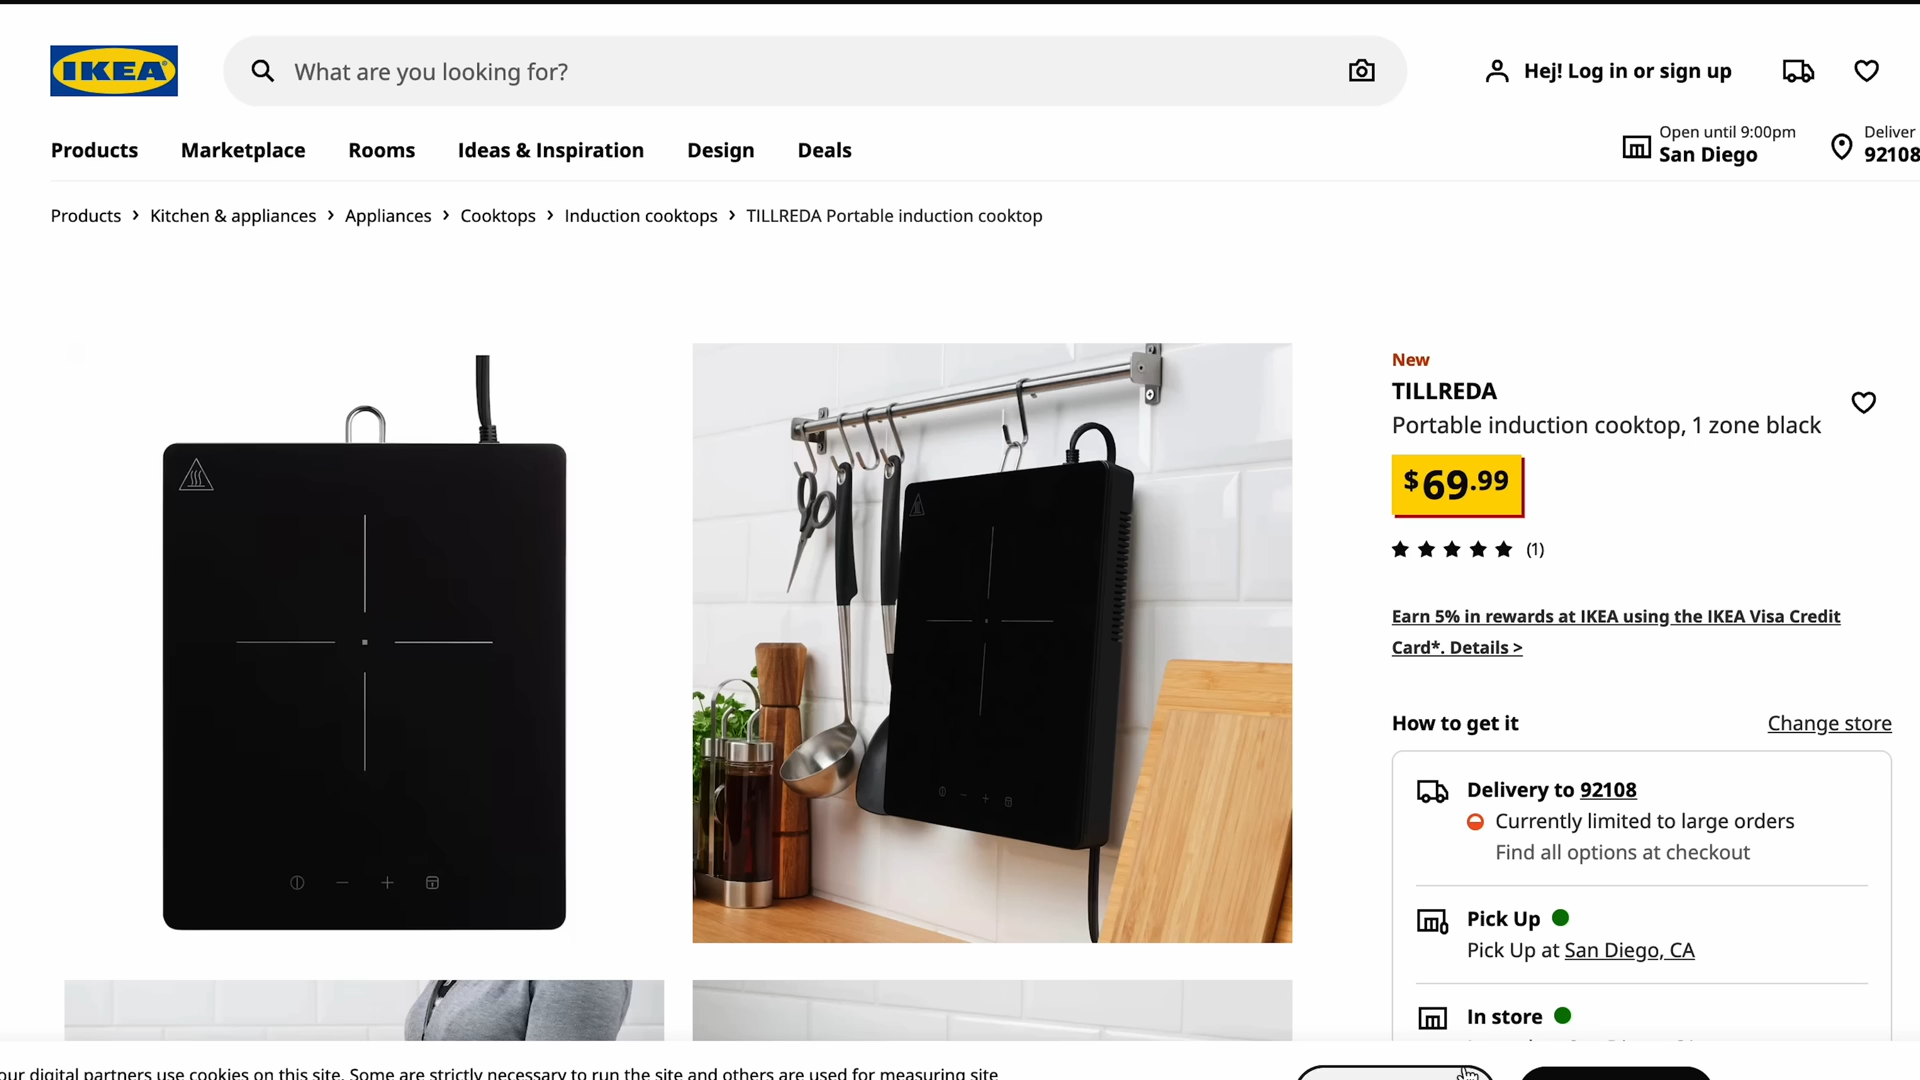 IKEA
What are you looking for?
Hej! Log in or sign up
Products
Marketplace
Rooms
Ideas & Inspiration
Design
Deals
Open until 9:00pm
San Diego
Deliver
92108
Products > Kitchen & appliances > Appliances > Cooktops > Induction cooktops > TILLREDA Portable induction cooktop
New
TILLREDA
Portable induction cooktop, 1 zone black
$69.99
(1)
Earn 5% in rewards at IKEA using the IKEA Visa Credit
Card*. Details >
How to get it
Change store
Delivery to 92108
Currently limited to large orders
Find all options at checkout
Pick Up
Pick Up at San Diego, CA
In store
our digital partners use cookies on this site. Some are strictly necessary to run the site and others are used for measuring site